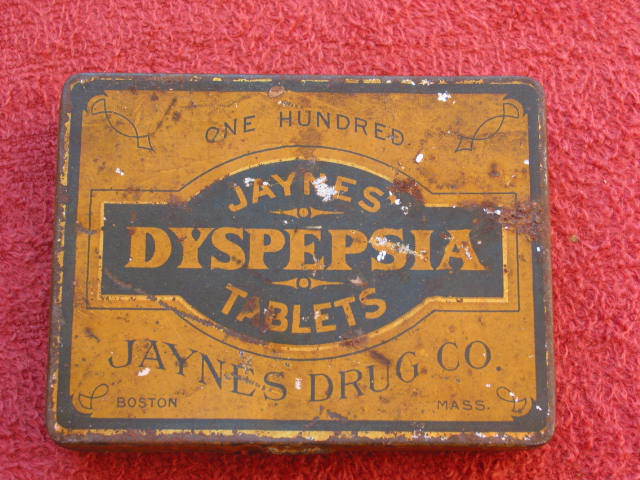 ONE HUNDRED
JAYNES'
DYSPEPSIA
TABLETS
JAYNES DRUG CO.
BOSTON MASS.